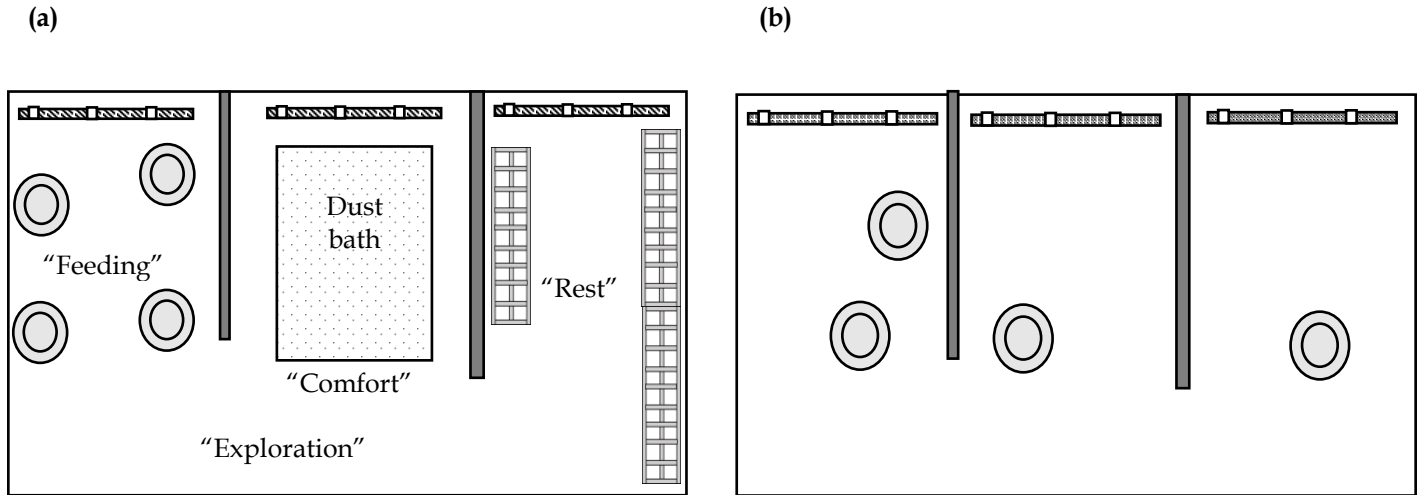 (a)
(b)
Dust
bath
“Feeding”
“Rest”
“Comfort”
“Exploration”